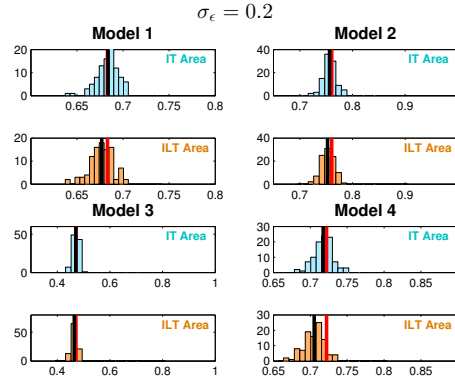 σ_ε = 0.2
Model 1 Model 2
20 IT Area 40 IT Area
10 20
0 0
0.65 0.7 0.75 0.8 0.7 0.8 0.9
20 ILT Area 40 ILT Area
10 20
0 0
0.65 0.7 0.75 0.8 0.7 0.8 0.9
Model 3 Model 4
50 IT Area 30 IT Area
20
10
0 0
0.4 0.6 0.8 1 0.65 0.7 0.75 0.8 0.85
50 ILT Area 30 ILT Area
20
10
0 0
0.4 0.6 0.8 1 0.65 0.7 0.75 0.8 0.85